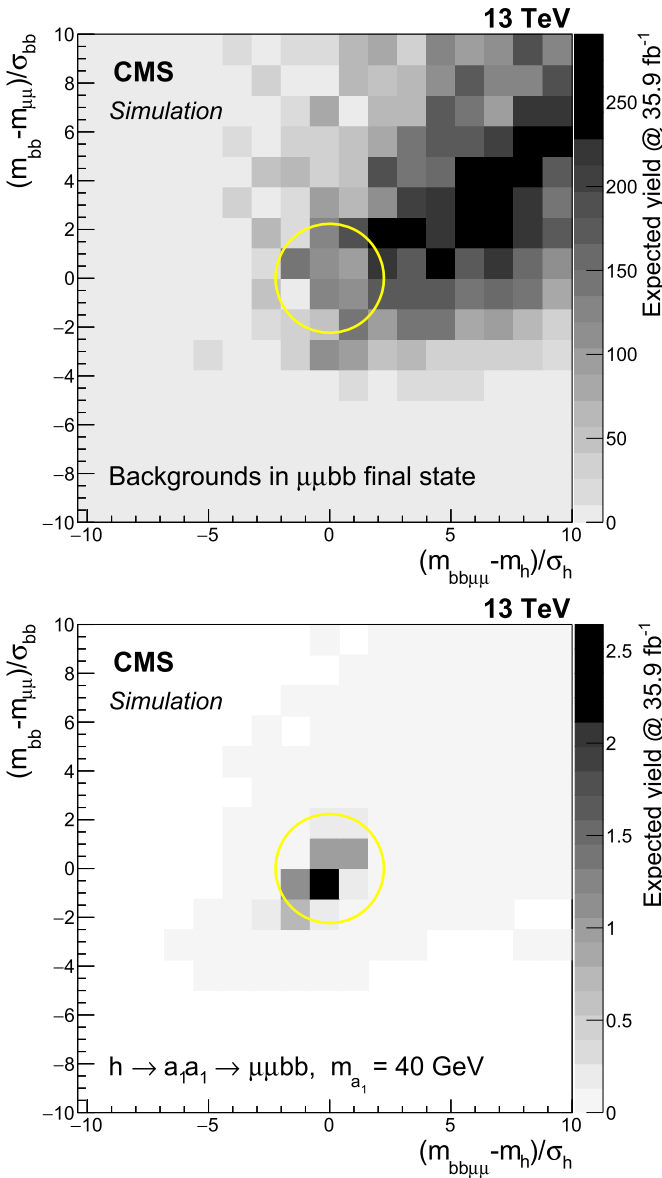 13 TeV
CMS
Simulation
(m_bb-m_μμ)/σ_bb
10
8
6
4
2
0
−2
−4
−6
−8
−10
Backgrounds in μμbb final state
−10 −5 0 5 10
(m_bbμμ-m_h)/σ_h
250
200
150
100
50
0
Expected yield @ 35.9 fb⁻¹
13 TeV
CMS
Simulation
(m_bb-m_μμ)/σ_bb
10
8
6
4
2
0
−2
−4
−6
−8
−10
h → a₁a₁ → μμbb, m_a₁ = 40 GeV
−10 −5 0 5 10
(m_bbμμ-m_h)/σ_h
2.5
2
1.5
1
0.5
0
Expected yield @ 35.9 fb⁻¹